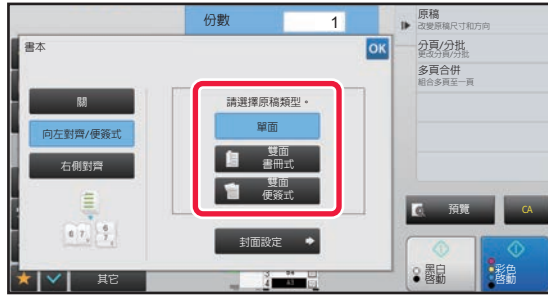 份數 1
書本
OK
關
向左對齊/便簽式
右側對齊
請選擇原稿類型。
單面
雙面
書冊式
雙面
便簽式
封面設定
其它
原稿
改變原稿尺寸和方向
分頁/分批
更改分頁/分批
多頁合併
組合多頁至一頁
預覽
CA
黑白
啓動
彩色
啓動